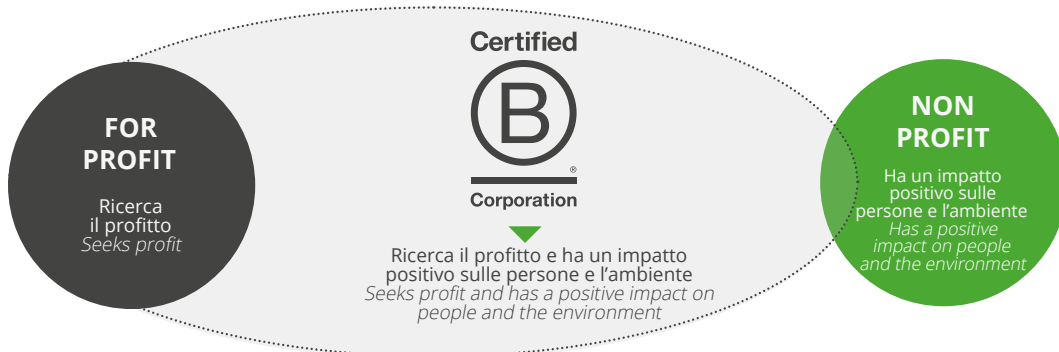 FOR
PROFIT
Ricerca
il profitto
Seeks profit
Certified
B
®
Corporation
Ricerca il profitto e ha un impatto
positivo sulle persone e l’ambiente
Seeks profit and has a positive impact on
people and the environment
NON
PROFIT
Ha un impatto
positivo sulle
persone e l’ambiente
Has a positive
impact on people
and the environment